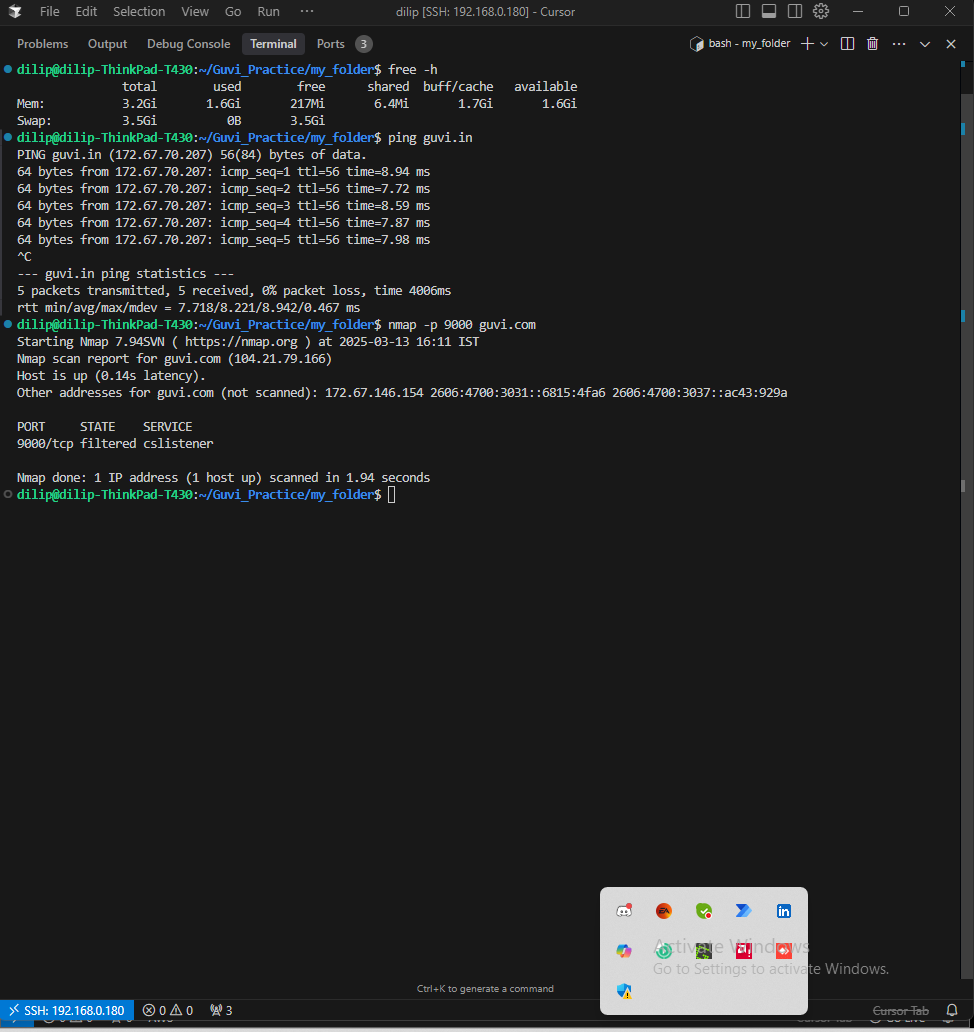 File Edit Selection View Go Run ··· dilip [SSH: 192.168.0.180] - Cursor
Problems Output Debug Console Terminal Ports 3 bash - my_folder
dilip@dilip-ThinkPad-T430:~/Guvi_Practice/my_folder$ free -h
total used free shared buff/cache available
Mem: 3.2Gi 1.6Gi 217Mi 6.4Mi 1.7Gi 1.6Gi
Swap: 3.5Gi 0B 3.5Gi
dilip@dilip-ThinkPad-T430:~/Guvi_Practice/my_folder$ ping guvi.in
PING guvi.in (172.67.70.207) 56(84) bytes of data.
64 bytes from 172.67.70.207: icmp_seq=1 ttl=56 time=8.94 ms
64 bytes from 172.67.70.207: icmp_seq=2 ttl=56 time=7.72 ms
64 bytes from 172.67.70.207: icmp_seq=3 ttl=56 time=8.59 ms
64 bytes from 172.67.70.207: icmp_seq=4 ttl=56 time=7.87 ms
64 bytes from 172.67.70.207: icmp_seq=5 ttl=56 time=7.98 ms
^C
--- guvi.in ping statistics ---
5 packets transmitted, 5 received, 0% packet loss, time 4006ms
rtt min/avg/max/mdev = 7.718/8.221/8.942/0.467 ms
dilip@dilip-ThinkPad-T430:~/Guvi_Practice/my_folder$ nmap -p 9000 guvi.com
Starting Nmap 7.94SVN ( https://nmap.org ) at 2025-03-13 16:11 IST
Nmap scan report for guvi.com (104.21.79.166)
Host is up (0.14s latency).
Other addresses for guvi.com (not scanned): 172.67.146.154 2606:4700:3031::6815:4fa6 2606:4700:3037::ac43:929a
PORT STATE SERVICE
9000/tcp filtered cslistener
Nmap done: 1 IP address (1 host up) scanned in 1.94 seconds
dilip@dilip-ThinkPad-T430:~/Guvi_Practice/my_folder$
EA in
Activate Windows
Go to Settings to activate Windows.
Ctrl+K to generate a command
SSH: 192.168.0.180 0 0 3 Cursor Tab